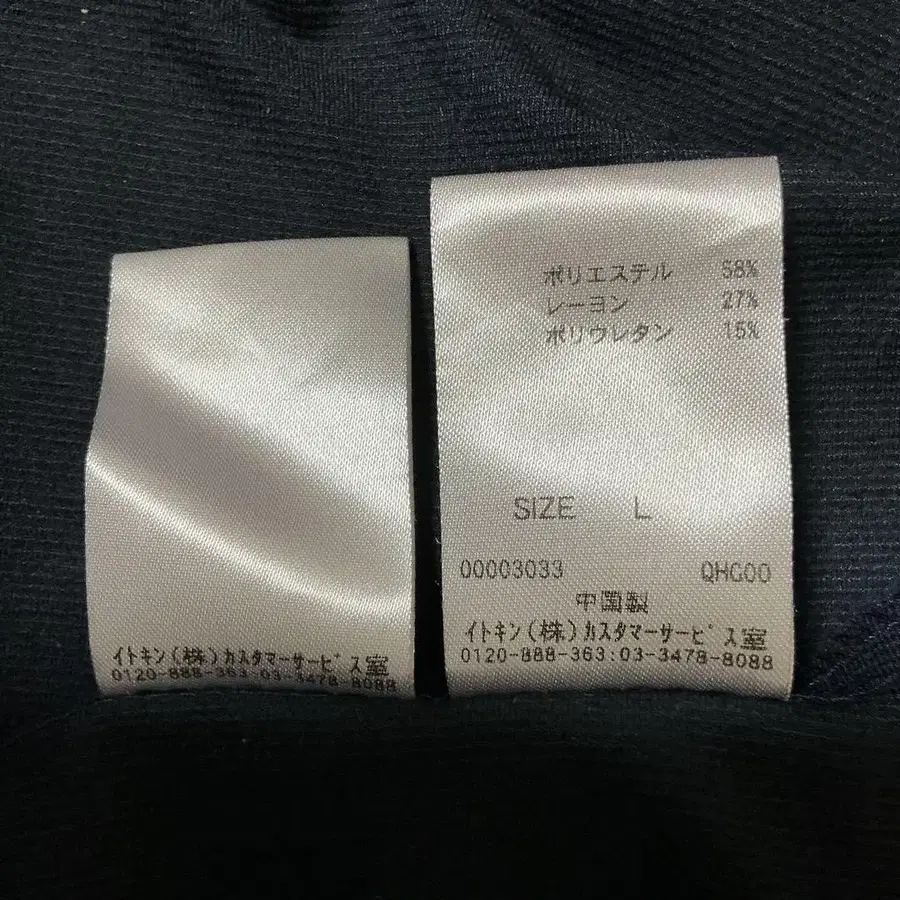 イトキン(株)カスタマーサービス室
0120-888-363:03-3478-8088
ポリエステル 58%
レーヨン 27%
ポリウレタン 15%
SIZE L
00003033 QHG00
中国製
イトキン(株)カスタマーサービス室
0120-888-363:03-3478-8088